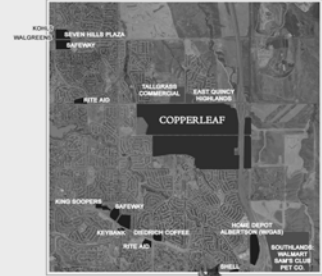 KOHL
WALGREENS
SEVEN HILLS PLAZA
SAFEWAY
TALLGRASS
COMMERCIAL
EAST QUINCY
HIGHLANDS
RITE AID
COPPERLEAF
KING SOOPERS
SAFEWAY
KEYBANK
DIEDRICH COFFEE
RITE AID
HOME DEPOT
ALBERTSON (W/GAS)
SHELL
SOUTHLANDS:
WALMART
SAM'S CLUB
PET CO.